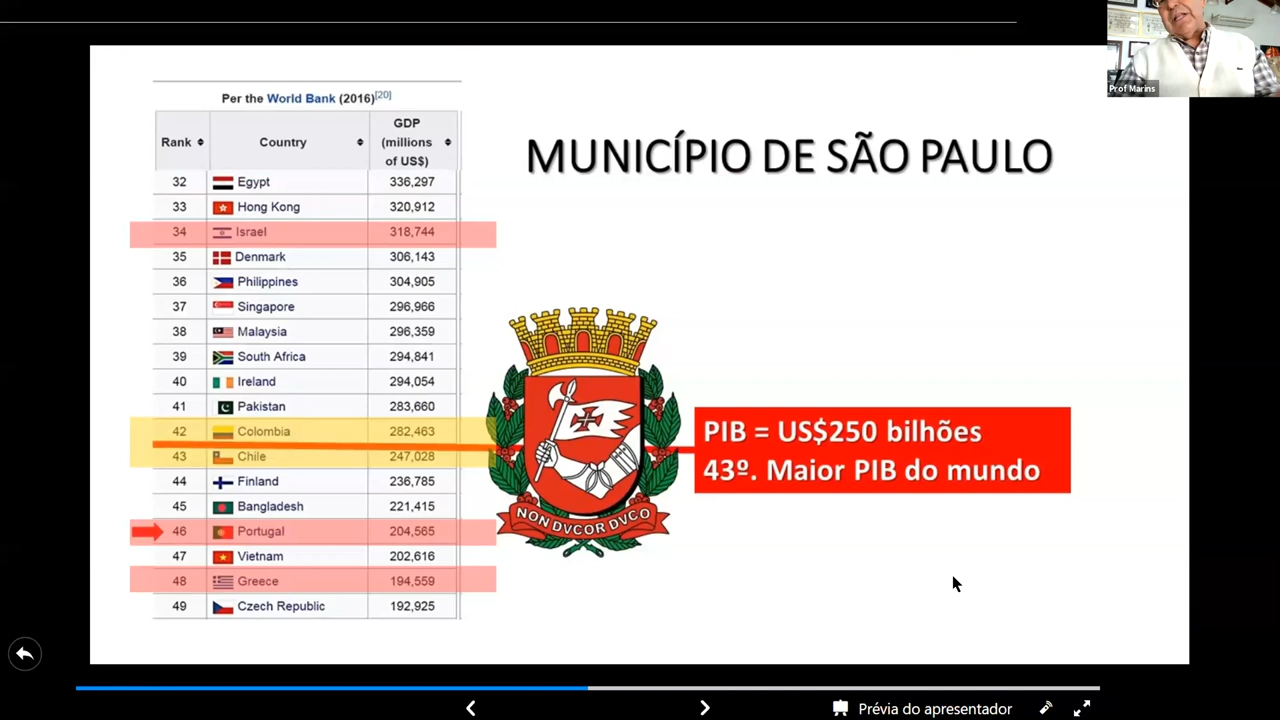 Prof Marins
Per the World Bank (2016)[20]
Rank Country GDP (millions of US$)
32 Egypt 336,297
33 Hong Kong 320,912
34 Israel 318,744
35 Denmark 306,143
36 Philippines 304,905
37 Singapore 296,966
38 Malaysia 296,359
39 South Africa 294,841
40 Ireland 294,054
41 Pakistan 283,660
42 Colombia 282,463
43 Chile 247,028
44 Finland 236,785
45 Bangladesh 221,415
46 Portugal 204,565
47 Vietnam 202,616
48 Greece 194,559
49 Czech Republic 192,925
MUNICÍPIO DE SÃO PAULO
NON DVCOR DVCO
PIB = US$250 bilhões
43º. Maior PIB do mundo
Prévia do apresentador